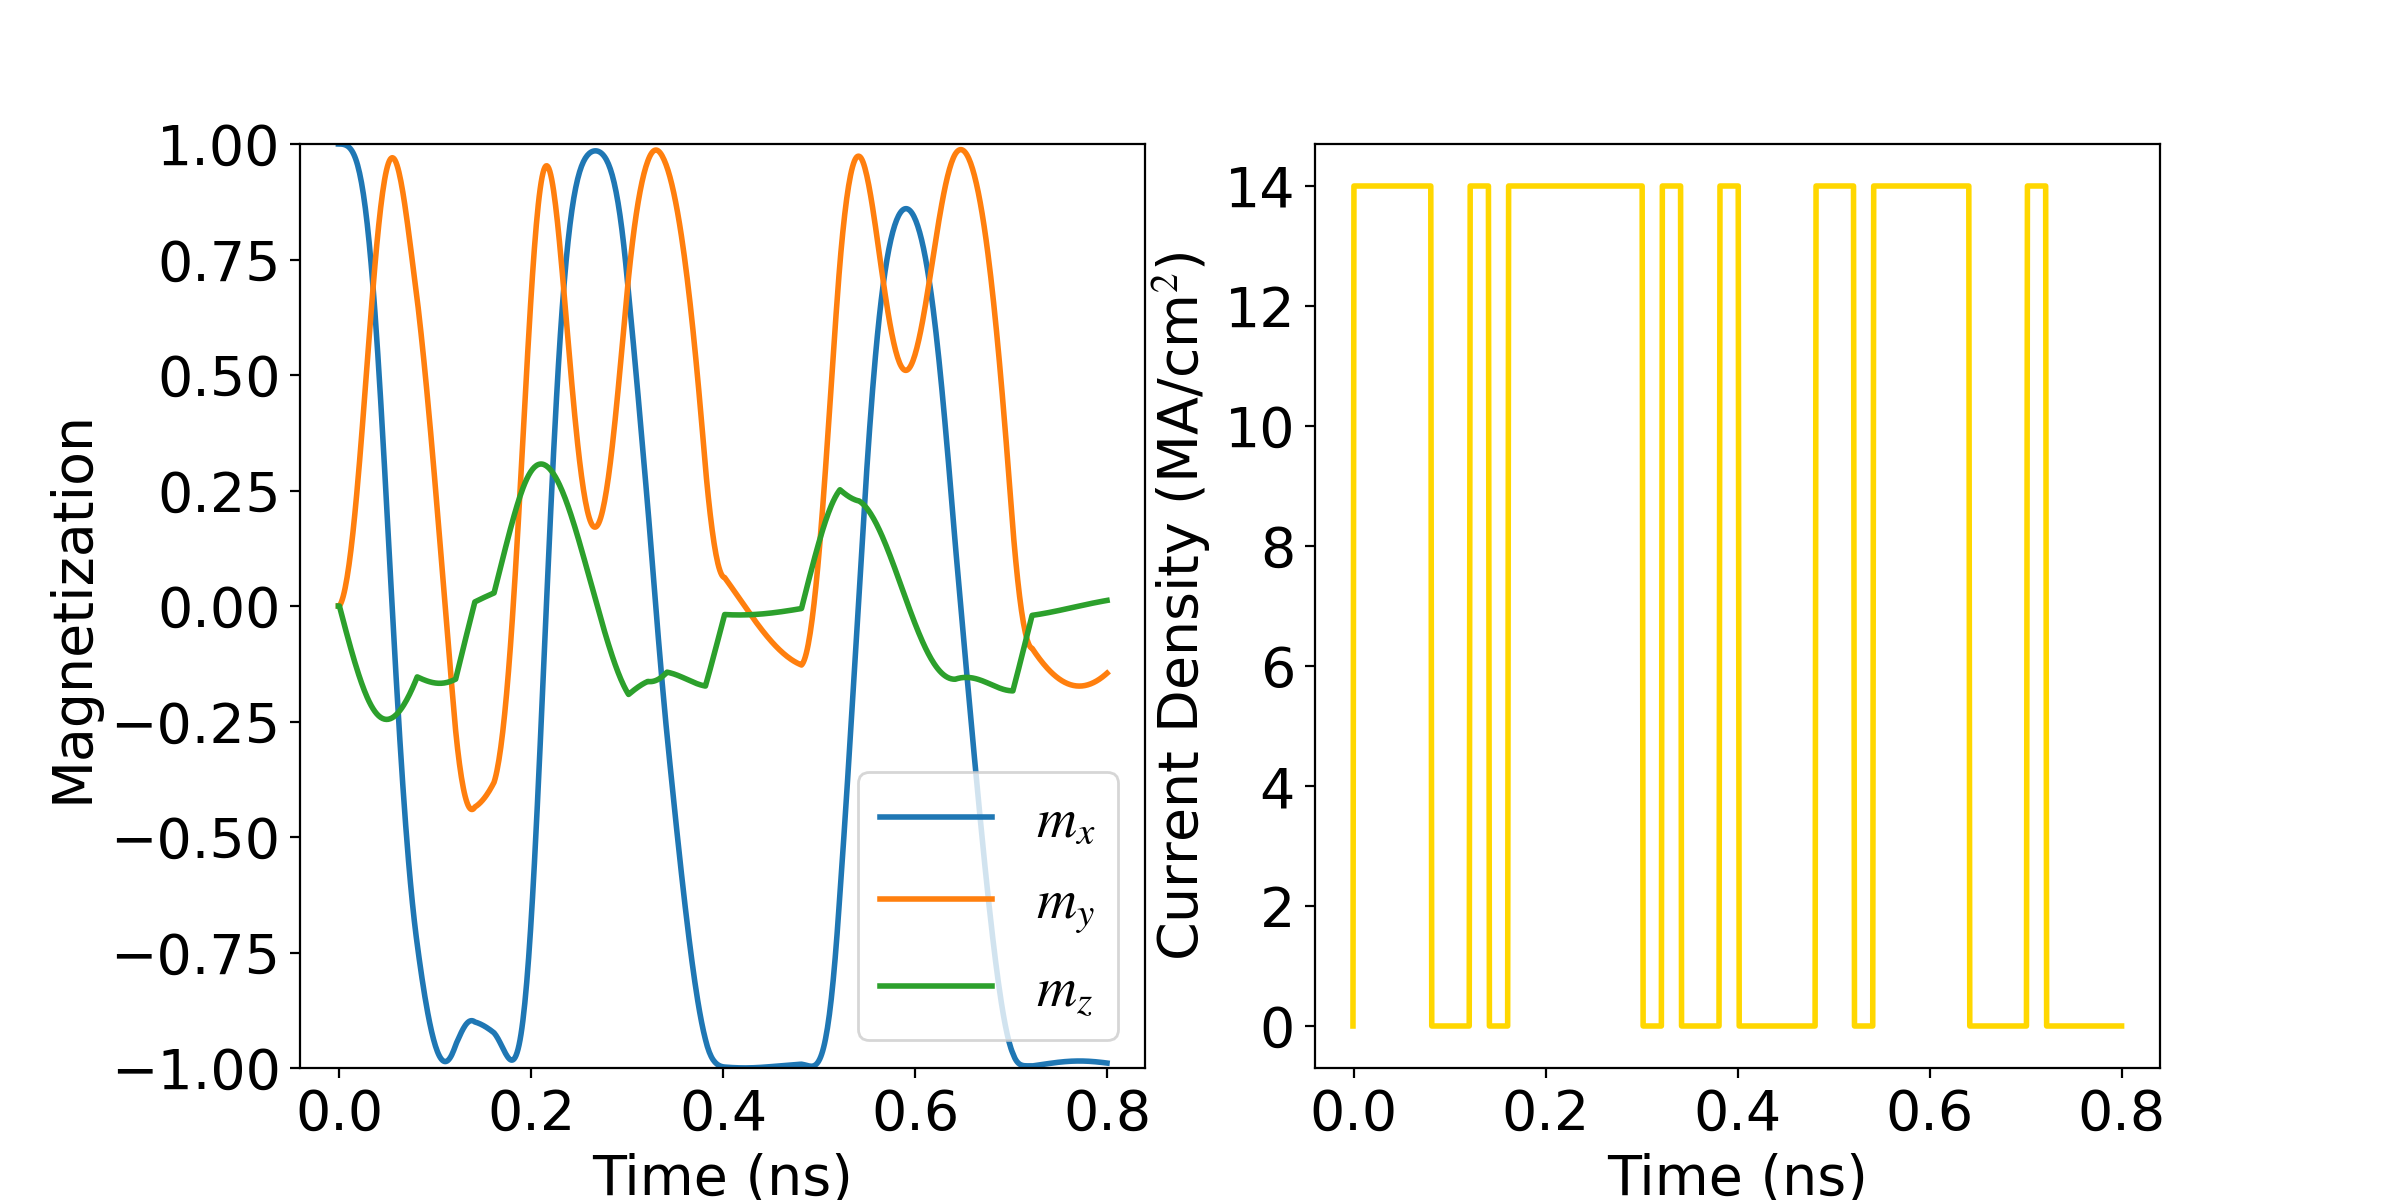 1.00
0.75
0.50
0.25
0.00
−0.25
−0.50
−0.75
−1.00
Magnetization
0.0 0.2 0.4 0.6 0.8
Time (ns)
m_x
m_y
m_z
14
12
10
8
6
4
2
0
Current Density (MA/cm²)
0.0 0.2 0.4 0.6 0.8
Time (ns)